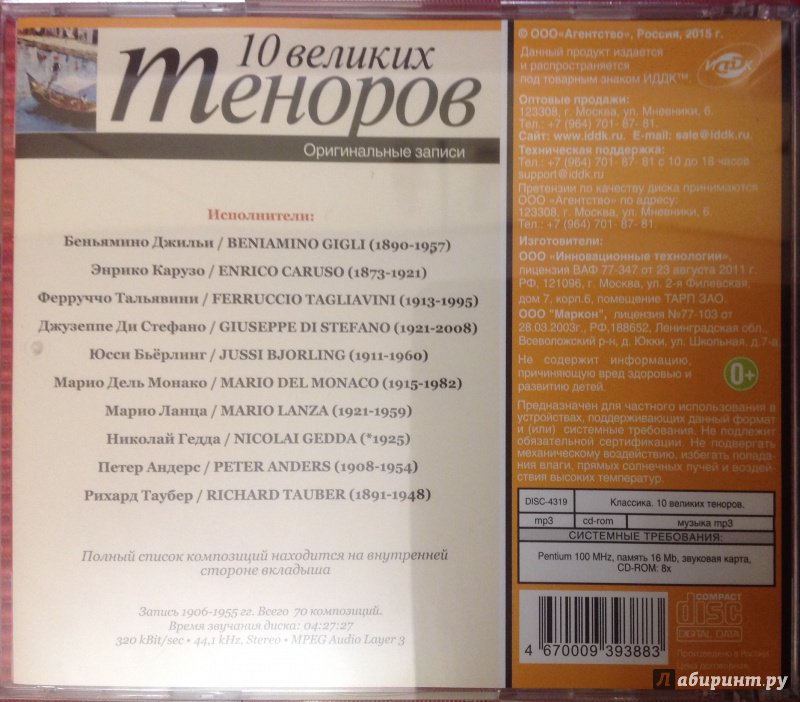 10 великих
теноров
Оригинальные записи
Исполнители:
Беньямино Джильи / BENIAMINO GIGLI (1890-1957)
Энрико Карузо / ENRICO CARUSO (1873-1921)
Ферруччо Тальявини / FERRUCCIO TAGLIAVINI (1913-1995)
Джузеппе Ди Стефано / GIUSEPPE DI STEFANO (1921-2008)
Юсси Бьёрлинг / JUSSI BJORLING (1911-1960)
Марио Дель Монако / MARIO DEL MONACO (1915-1982)
Марио Ланца / MARIO LANZA (1921-1959)
Николай Гедда / NICOLAI GEDDA (*1925)
Петер Андерс / PETER ANDERS (1908-1954)
Рихард Таубер / RICHARD TAUBER (1891-1948)
Полный список композиций находится на внутренней
стороне вкладыша
Запись 1906-1955 гг. Всего 70 композиций.
Время звучания диска: 04:27:27
320 kBit/sec • 44,1 kHz, Stereo • MPEG Audio Layer 3
© ООО«Агентство», Россия, 2015 г.
Данный продукт издается
и распространяется
под товарным знаком ИДДК™
ИДДК
Оптовые продажи:
123308, г. Москва, ул. Мневники, 6.
Тел.: +7 (964) 701- 87- 81.
Сайт: www.iddk.ru. E-mail: sale@iddk.ru.
Техническая поддержка:
Тел.: +7 (964) 701- 87- 81 с 10 до 18 часов
support@iddk.ru
Претензии по качеству диска принимаются
ООО «Агентство» по адресу:
123308, г. Москва, ул. Мневники, 6.
Тел.: +7 (964) 701- 87- 81.
Изготовители:
ООО «Инновационные технологии»,
лицензия ВАФ 77-347 от 23 августа 2011 г.
РФ, 121096, г. Москва, ул. 2-я Филевская,
дом 7, корп.6, помещение ТАРП ЗАО.
ООО "Маркон", лицензия №77-103 от
28.03.2003г., РФ,188652, Ленинградская обл.,
Всеволожский р-н, д. Юкки, ул. Школьная, д.7-а
Не содержит информацию,
причиняющую вред здоровью и
развитию детей.
0+
Предназначен для частного использования в
устройствах, поддерживающих данный формат
и (или) системные требования. Не подлежит
обязательной сертификации. Не подвергать
механическому воздействию, избегать попада-
ния влаги, прямых солнечных лучей и воздей-
ствия высоких температур.
DISC-4319 Классика. 10 великих теноров.
mp3 cd-rom музыка mp3
СИСТЕМНЫЕ ТРЕБОВАНИЯ:
Pentium 100 MHz, память 16 Mb, звуковая карта,
CD-ROM: 8x
4 670009 393883
COMPACT
disc
DIGITAL DATA
Произведено в России.
Цена договорная.
Лабиринт.ру